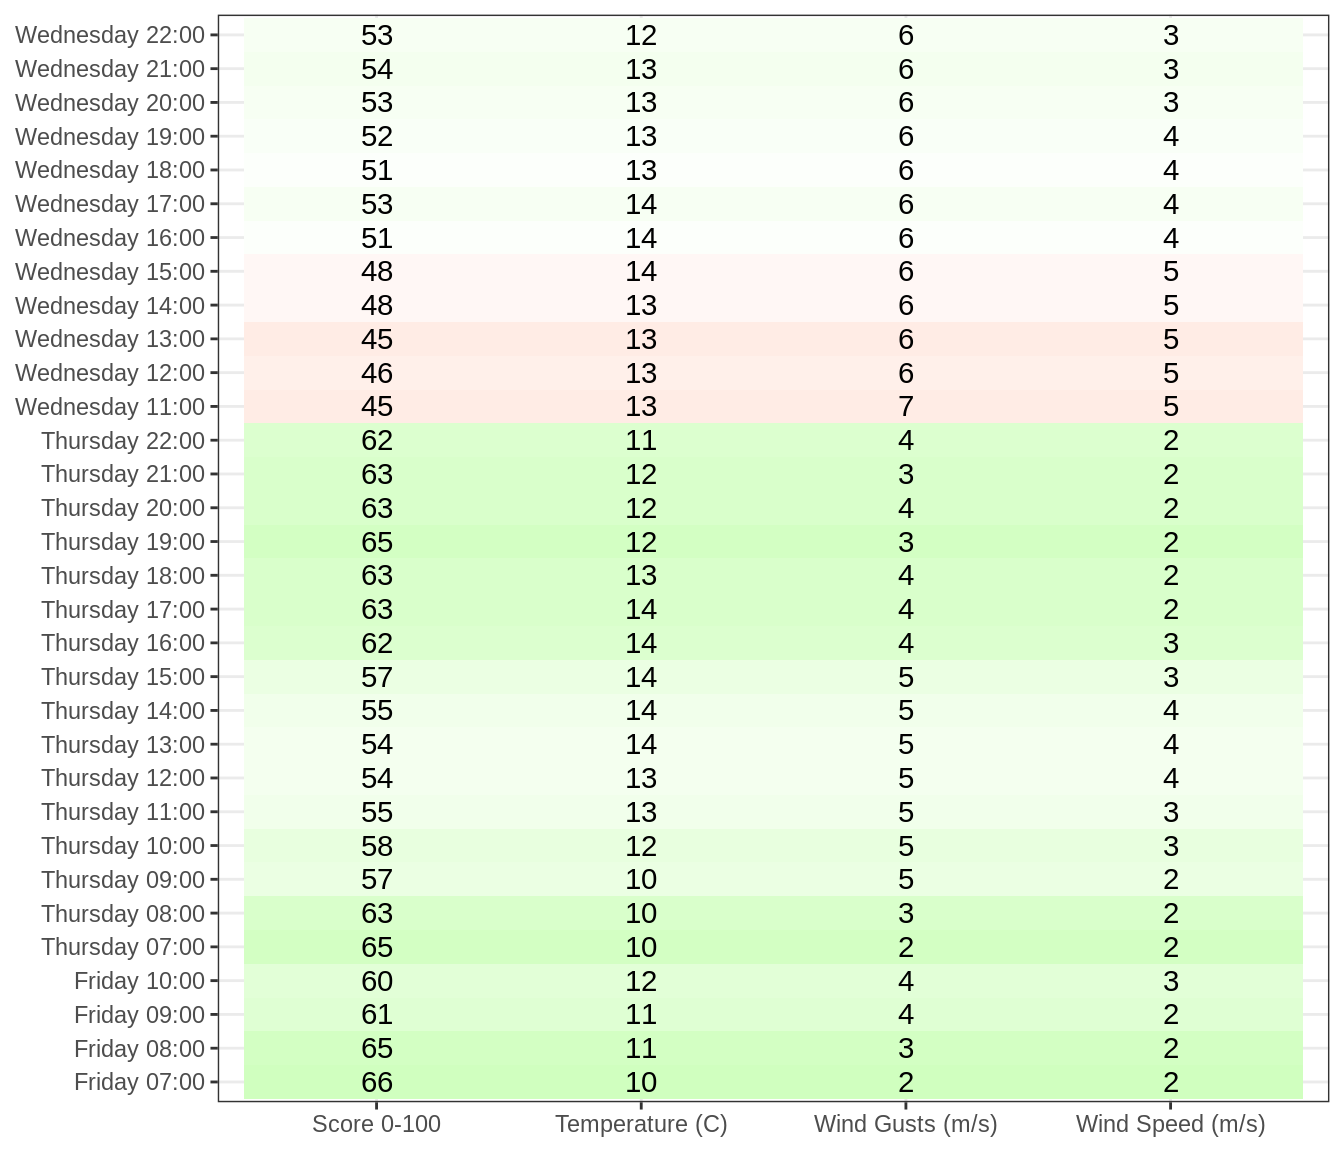 Wednesday 22:00 53 12 6 3
Wednesday 21:00 54 13 6 3
Wednesday 20:00 53 13 6 3
Wednesday 19:00 52 13 6 4
Wednesday 18:00 51 13 6 4
Wednesday 17:00 53 14 6 4
Wednesday 16:00 51 14 6 4
Wednesday 15:00 48 14 6 5
Wednesday 14:00 48 13 6 5
Wednesday 13:00 45 13 6 5
Wednesday 12:00 46 13 6 5
Wednesday 11:00 45 13 7 5
Thursday 22:00 62 11 4 2
Thursday 21:00 63 12 3 2
Thursday 20:00 63 12 4 2
Thursday 19:00 65 12 3 2
Thursday 18:00 63 13 4 2
Thursday 17:00 63 14 4 2
Thursday 16:00 62 14 4 3
Thursday 15:00 57 14 5 3
Thursday 14:00 55 14 5 4
Thursday 13:00 54 14 5 4
Thursday 12:00 54 13 5 4
Thursday 11:00 55 13 5 3
Thursday 10:00 58 12 5 3
Thursday 09:00 57 10 5 2
Thursday 08:00 63 10 3 2
Thursday 07:00 65 10 2 2
Friday 10:00 60 12 4 3
Friday 09:00 61 11 4 2
Friday 08:00 65 11 3 2
Friday 07:00 66 10 2 2
Score 0-100 Temperature (C) Wind Gusts (m/s) Wind Speed (m/s)